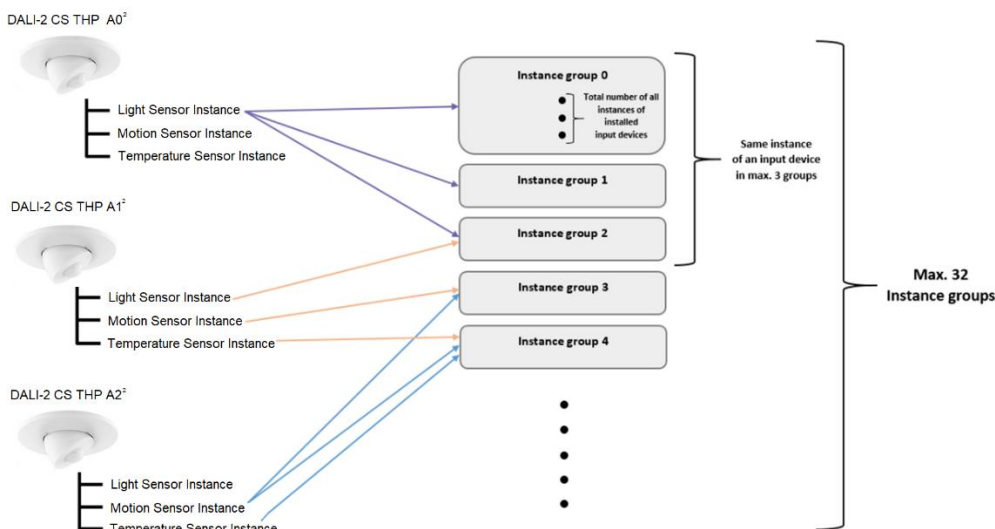 DALI-2 CS THP A0²
Light Sensor Instance
Motion Sensor Instance
Temperature Sensor Instance
DALI-2 CS THP A1²
Light Sensor Instance
Motion Sensor Instance
Temperature Sensor Instance
DALI-2 CS THP A2²
Light Sensor Instance
Motion Sensor Instance
Temperature Sensor Instance
Instance group 0
Total number of all
instances of
installed
input devices
Instance group 1
Instance group 2
Instance group 3
Instance group 4
Same instance
of an input device
in max. 3 groups
Max. 32
Instance groups